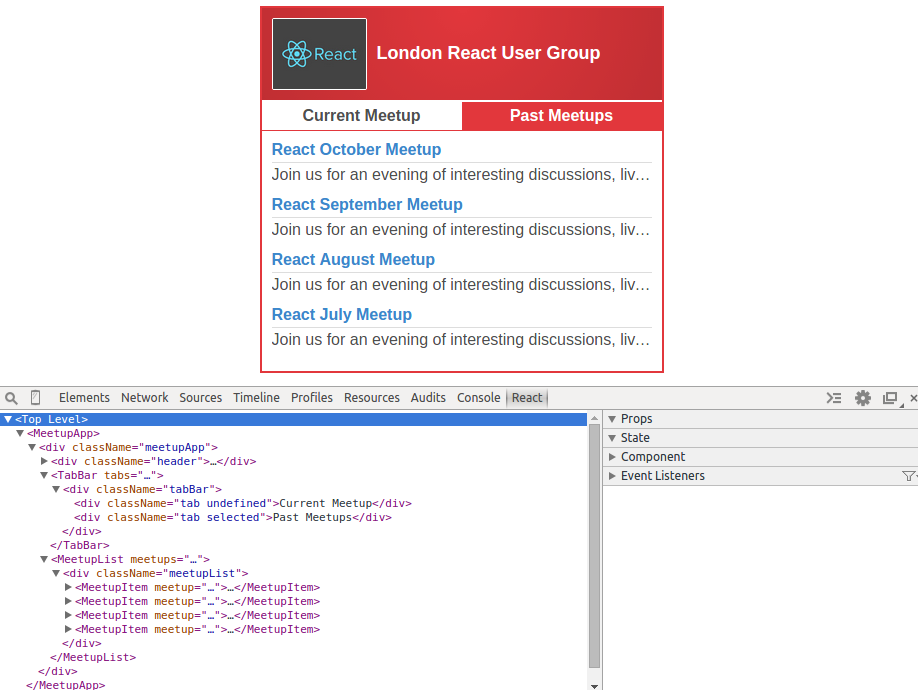 React
London React User Group
Current Meetup Past Meetups
React October Meetup
Join us for an evening of interesting discussions, liv…
React September Meetup
Join us for an evening of interesting discussions, liv…
React August Meetup
Join us for an evening of interesting discussions, liv…
React July Meetup
Join us for an evening of interesting discussions, liv…
Elements Network Sources Timeline Profiles Resources Audits Console React
<Top Level>
<MeetupApp>
<div className="meetupApp">
<div className="header">…</div>
<TabBar tabs="…">
<div className="tabBar">
<div className="tab undefined">Current Meetup</div>
<div className="tab selected">Past Meetups</div>
</div>
</TabBar>
<MeetupList meetups="…">
<div className="meetupList">
<MeetupItem meetup="…">…</MeetupItem>
<MeetupItem meetup="…">…</MeetupItem>
<MeetupItem meetup="…">…</MeetupItem>
<MeetupItem meetup="…">…</MeetupItem>
</div>
</MeetupList>
</div>
</MeetupApp>
Props
State
Component
Event Listeners